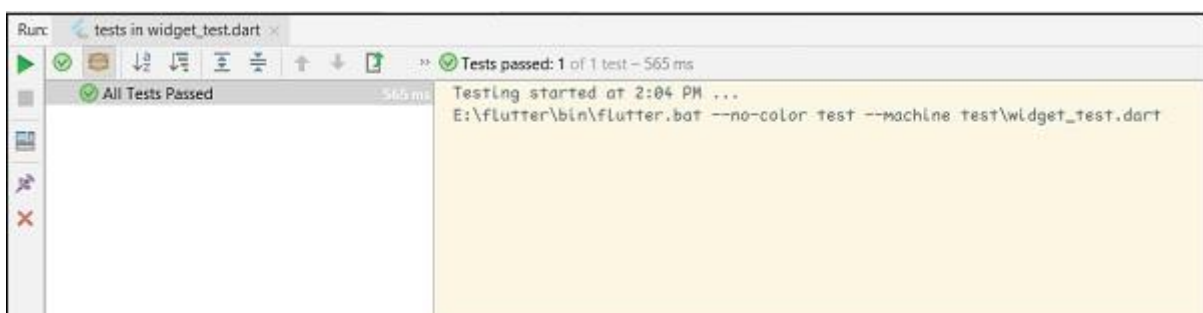 Run: tests in widget_test.dart
Tests passed: 1 of 1 test – 565 ms
All Tests Passed 565 ms
Testing started at 2:04 PM ...
E:\flutter\bin\flutter.bat --no-color test --machine test\widget_test.dart